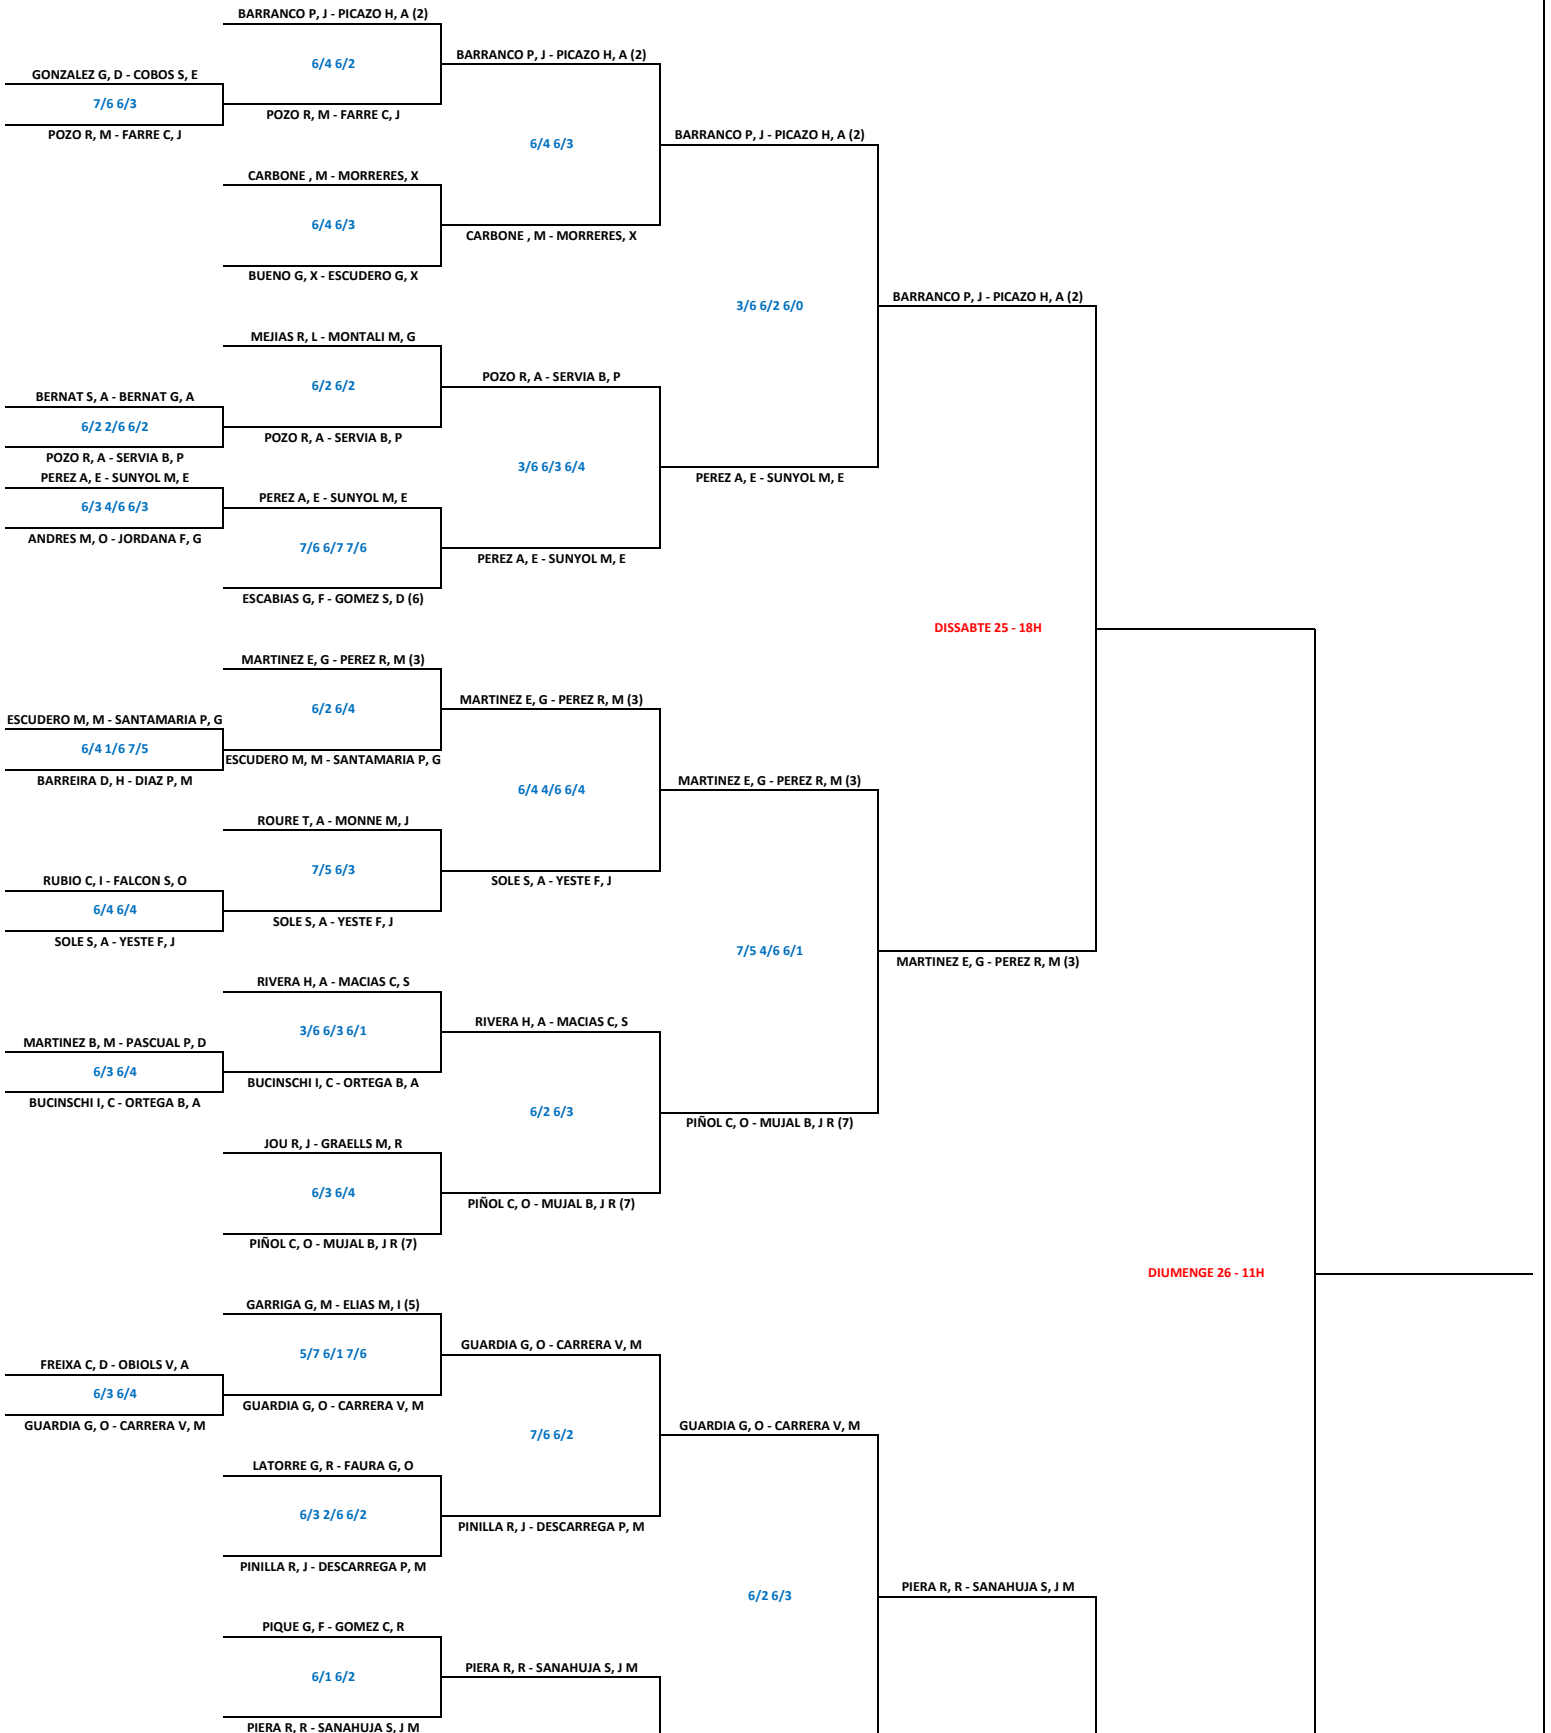 BARRANCO P, J - PICAZO H, A (2)
6/4 6/2
BARRANCO P, J - PICAZO H, A (2)
GONZALEZ G, D - COBOS S, E
7/6 6/3
POZO R, M - FARRE C, J
POZO R, M - FARRE C, J
BARRANCO P, J - PICAZO H, A (2)
6/4 6/3
CARBONE , M - MORRERES, X
6/4 6/3
CARBONE , M - MORRERES, X
BUENO G, X - ESCUDERO G, X
BARRANCO P, J - PICAZO H, A (2)
3/6 6/2 6/0
MEJIAS R, L - MONTALI M, G
6/2 6/2
POZO R, A - SERVIA B, P
BERNAT S, A - BERNAT G, A
6/2 2/6 6/2
POZO R, A - SERVIA B, P
POZO R, A - SERVIA B, P
3/6 6/3 6/4
PEREZ A, E - SUNYOL M, E
PEREZ A, E - SUNYOL M, E
6/3 4/6 6/3
PEREZ A, E - SUNYOL M, E
ANDRES M, O - JORDANA F, G
7/6 6/7 7/6
PEREZ A, E - SUNYOL M, E
ESCABIAS G, F - GOMEZ S, D (6)
DISSABTE 25 - 18H
MARTINEZ E, G - PEREZ R, M (3)
6/2 6/4
MARTINEZ E, G - PEREZ R, M (3)
ESCUDERO M, M - SANTAMARIA P, G
6/4 1/6 7/5
ESCUDERO M, M - SANTAMARIA P, G
BARREIRA D, H - DIAZ P, M
MARTINEZ E, G - PEREZ R, M (3)
6/4 4/6 6/4
ROURE T, A - MONNE M, J
7/5 6/3
RUBIO C, I - FALCON S, O
SOLE S, A - YESTE F, J
6/4 6/4
SOLE S, A - YESTE F, J
SOLE S, A - YESTE F, J
7/5 4/6 6/1
MARTINEZ E, G - PEREZ R, M (3)
RIVERA H, A - MACIAS C, S
3/6 6/3 6/1
RIVERA H, A - MACIAS C, S
MARTINEZ B, M - PASCUAL P, D
6/3 6/4
BUCINSCHI I, C - ORTEGA B, A
BUCINSCHI I, C - ORTEGA B, A
6/2 6/3
PIÑOL C, O - MUJAL B, J R (7)
JOU R, J - GRAELLS M, R
6/3 6/4
PIÑOL C, O - MUJAL B, J R (7)
PIÑOL C, O - MUJAL B, J R (7)
DIUMENGE 26 - 11H
GARRIGA G, M - ELIAS M, I (5)
5/7 6/1 7/6
GUARDIA G, O - CARRERA V, M
FREIXA C, D - OBIOLS V, A
6/3 6/4
GUARDIA G, O - CARRERA V, M
GUARDIA G, O - CARRERA V, M
GUARDIA G, O - CARRERA V, M
7/6 6/2
LATORRE G, R - FAURA G, O
6/3 2/6 6/2
PINILLA R, J - DESCARREGA P, M
PINILLA R, J - DESCARREGA P, M
PIERA R, R - SANAHUJA S, J M
6/2 6/3
PIQUE G, F - GOMEZ C, R
6/1 6/2
PIERA R, R - SANAHUJA S, J M
PIERA R, R - SANAHUJA S, J M